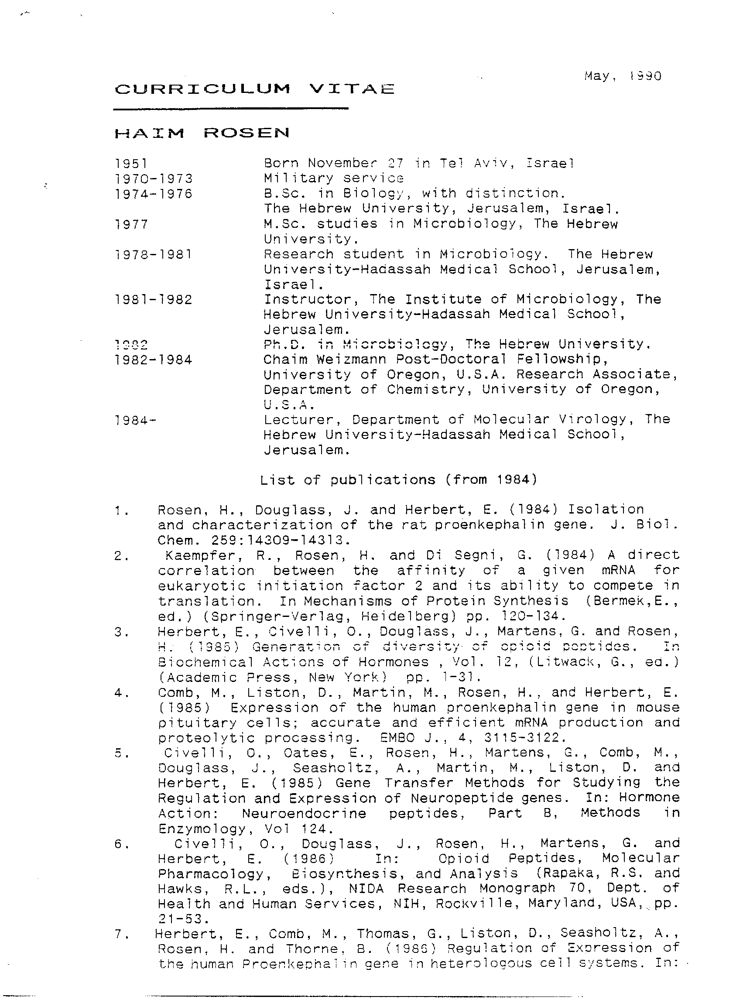 May, 1990
CURRICULUM VITAE
HAIM ROSEN
1951 Born November 27 in Tel Aviv, Israel
1970-1973 Military service
1974-1976 B.Sc. in Biology, with distinction.
The Hebrew University, Jerusalem, Israel.
1977 M.Sc. studies in Microbiology, The Hebrew
University.
1978-1981 Research student in Microbiology. The Hebrew
University-Hadassah Medical School, Jerusalem,
Israel.
1981-1982 Instructor, The Institute of Microbiology, The
Hebrew University-Hadassah Medical School,
Jerusalem.
1982 Ph.D. in Microbiology, The Hebrew University.
1982-1984 Chaim Weizmann Post-Doctoral Fellowship,
University of Oregon, U.S.A. Research Associate,
Department of Chemistry, University of Oregon,
U.S.A.
1984- Lecturer, Department of Molecular Virology, The
Hebrew University-Hadassah Medical School,
Jerusalem.
List of publications (from 1984)
1. Rosen, H., Douglass, J. and Herbert, E. (1984) Isolation
and characterization of the rat proenkephalin gene. J. Biol.
Chem. 259:14309-14313.
2. Kaempfer, R., Rosen, H. and Di Segni, G. (1984) A direct
correlation between the affinity of a given mRNA for
eukaryotic initiation factor 2 and its ability to compete in
translation. In Mechanisms of Protein Synthesis (Bermek,E.,
ed.) (Springer-Verlag, Heidelberg) pp. 120-134.
3. Herbert, E., Civelli, O., Douglass, J., Martens, G. and Rosen,
H. (1985) Generation of diversity of opioid peptides. In
Biochemical Actions of Hormones , Vol. 12, (Litwack, G., ed.)
(Academic Press, New York) pp. 1-31.
4. Comb, M., Liston, D., Martin, M., Rosen, H., and Herbert, E.
(1985) Expression of the human proenkephalin gene in mouse
pituitary cells; accurate and efficient mRNA production and
proteolytic processing. EMBO J., 4, 3115-3122.
5. Civelli, O., Oates, E., Rosen, H., Martens, G., Comb, M.,
Douglass, J., Seasholtz, A., Martin, M., Liston, D. and
Herbert, E. (1985) Gene Transfer Methods for Studying the
Regulation and Expression of Neuropeptide genes. In: Hormone
Action: Neuroendocrine peptides, Part B, Methods in
Enzymology, Vol 124.
6. Civelli, O., Douglass, J., Rosen, H., Martens, G. and
Herbert, E. (1986) In: Opioid Peptides, Molecular
Pharmacology, Biosynthesis, and Analysis (Rapaka, R.S. and
Hawks, R.L., eds.), NIDA Research Monograph 70, Dept. of
Health and Human Services, NIH, Rockville, Maryland, USA, pp.
21-53.
7. Herbert, E., Comb, M., Thomas, G., Liston, D., Seasholtz, A.,
Rosen, H. and Thorne, B. (1986) Regulation of Expression of
the human Proenkephalin gene in heterologous cell systems. In: